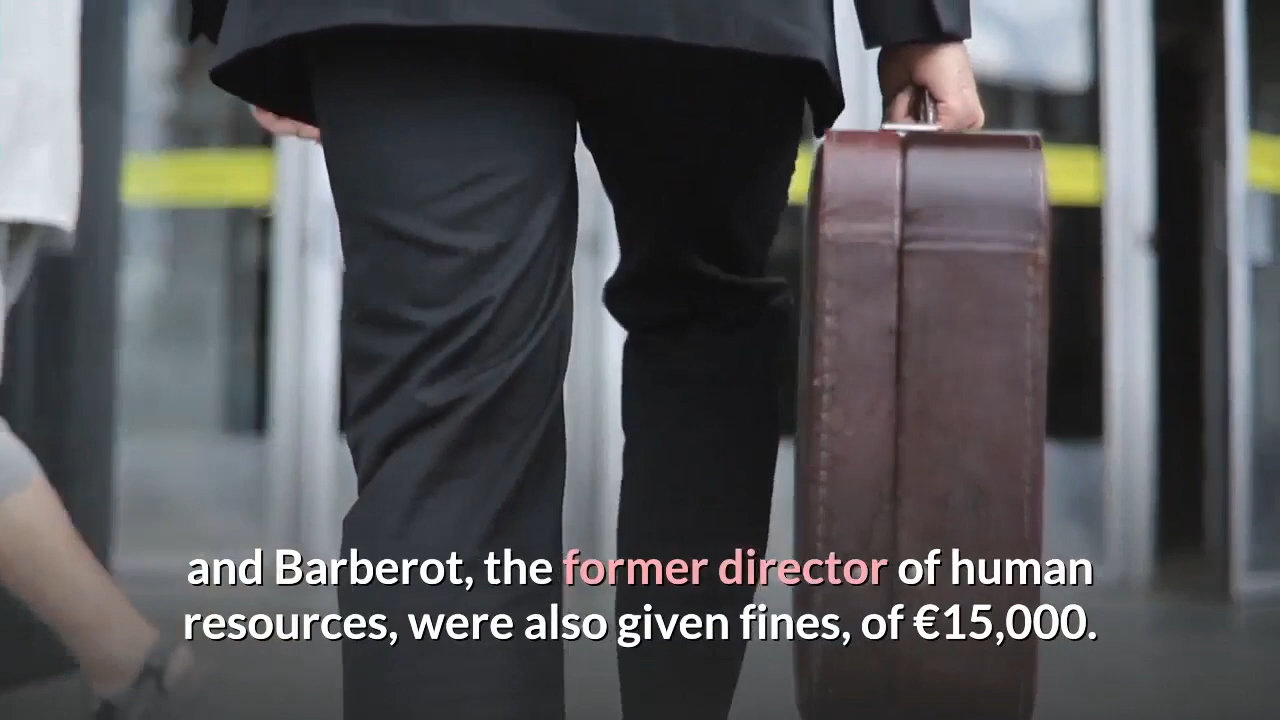 and Barberot, the former director of human
resources, were also given fines, of €15,000.